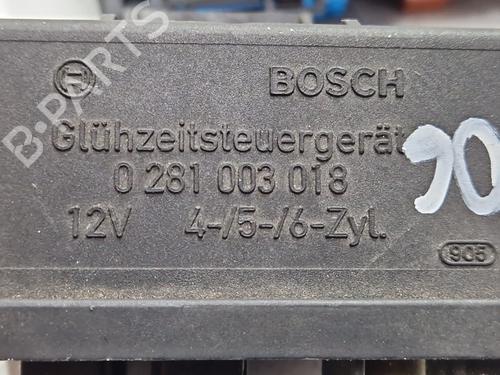 BOSCH
Glühzeitsteuergerät
0 281 003 018
12V 4-/5-/6-Zyl.
905
90
B-PARTS